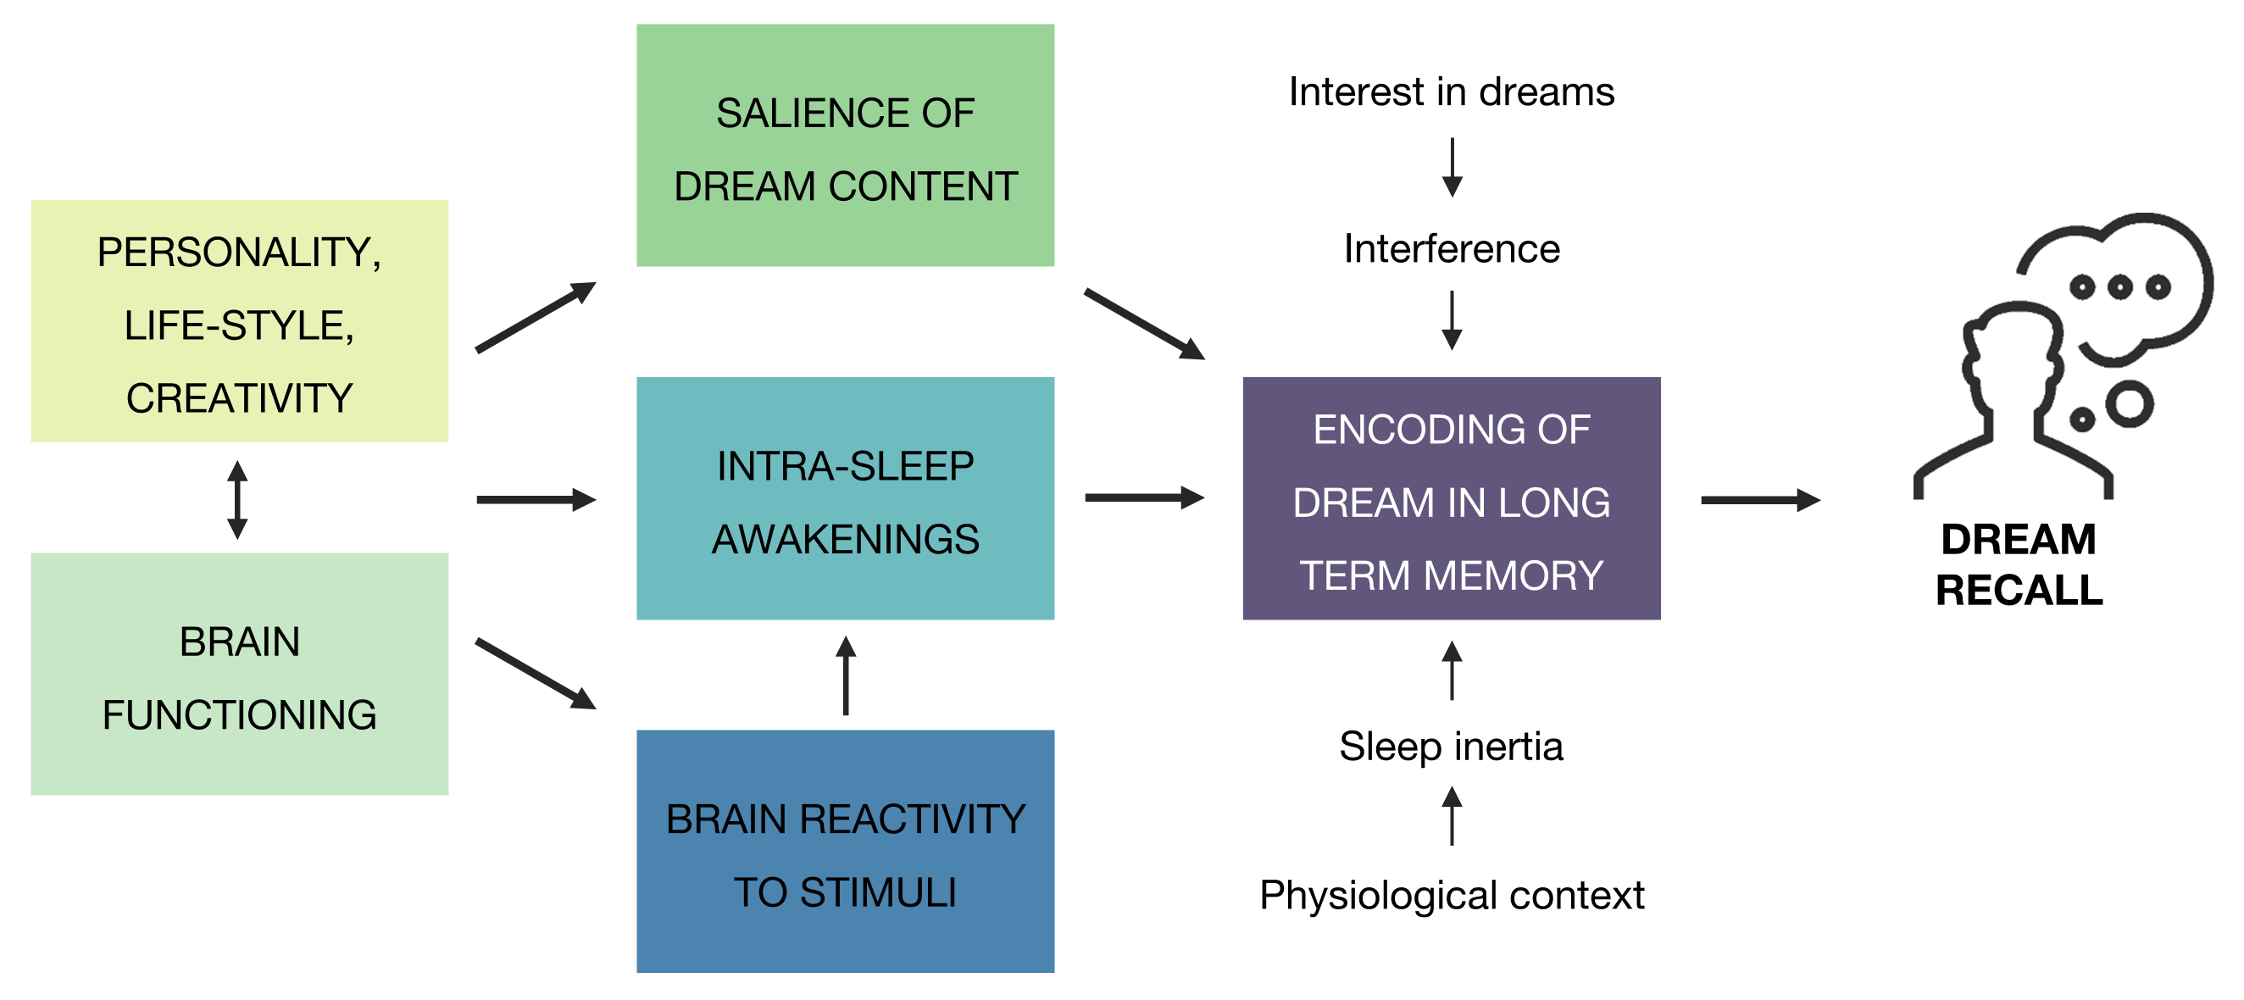 PERSONALITY,
LIFE-STYLE,
CREATIVITY
BRAIN
FUNCTIONING
SALIENCE OF
DREAM CONTENT
INTRA-SLEEP
AWAKENINGS
BRAIN REACTIVITY
TO STIMULI
Interest in dreams
Interference
ENCODING OF
DREAM IN LONG
TERM MEMORY
Sleep inertia
Physiological context
DREAM
RECALL